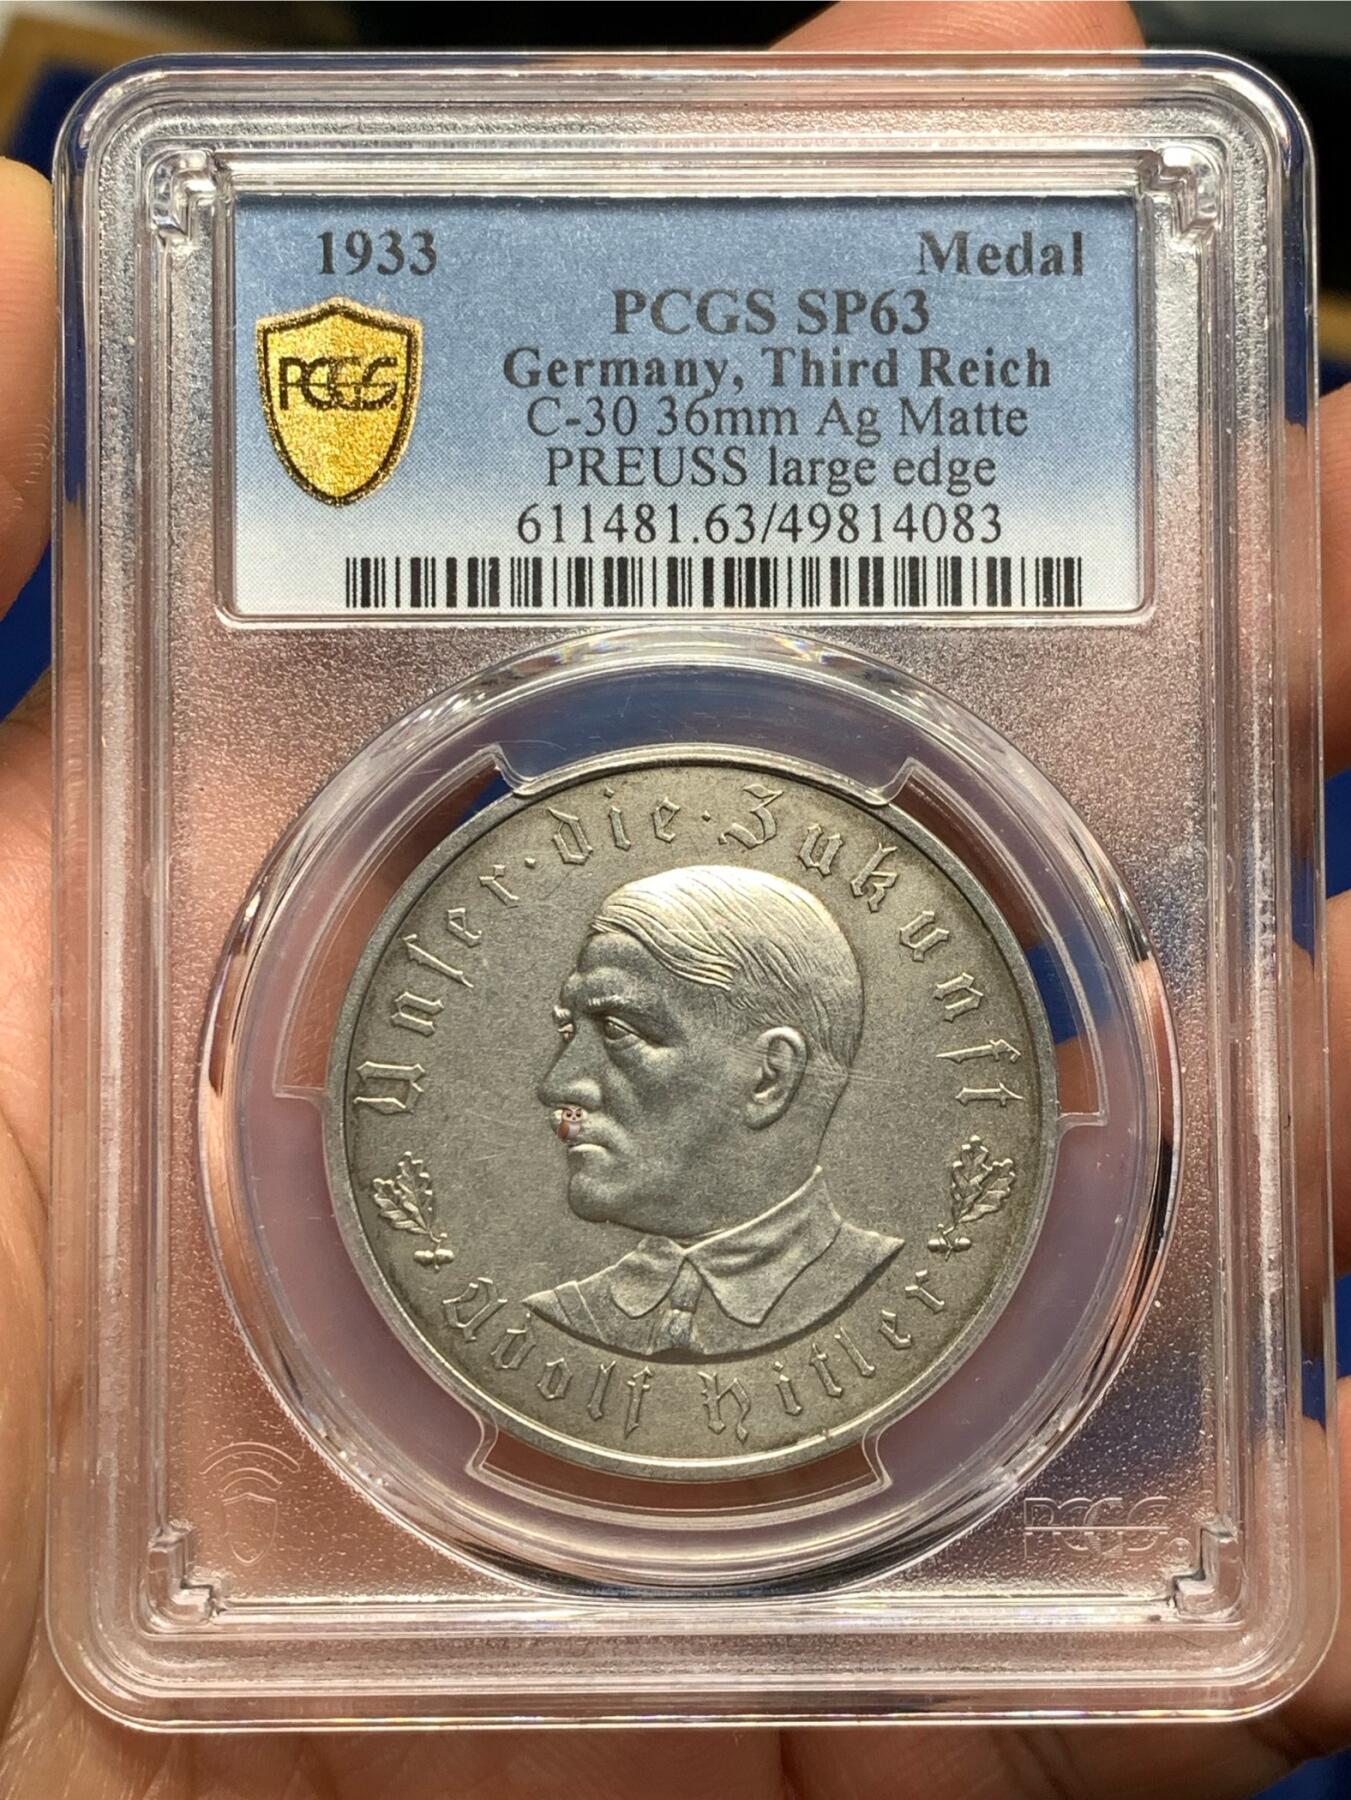 1933 Medal
PCGS SP63
Germany, Third Reich
C-30 36mm Ag Matte
PREUSS large edge
611481.63/49814083
PCGS
Unser·die·Zukunft
Adolf Hitler
PCGS